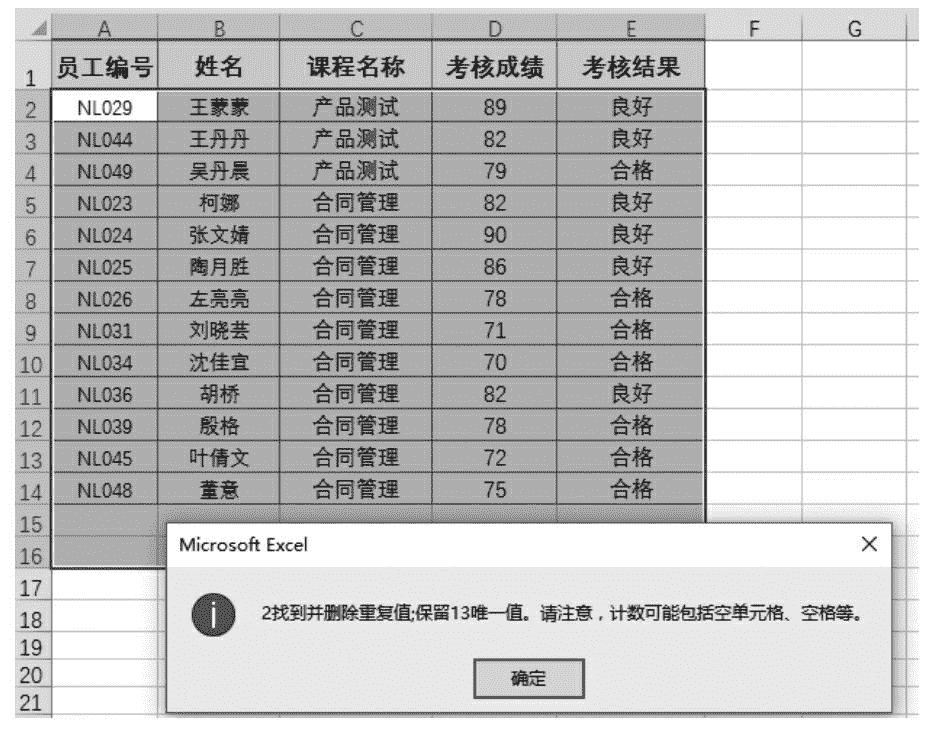 A B C D E F G
1 员工编号 姓名 课程名称 考核成绩 考核结果
2 NL029 王蒙蒙 产品测试 89 良好
3 NL044 王丹丹 产品测试 82 良好
4 NL049 吴丹晨 产品测试 79 合格
5 NL023 柯娜 合同管理 82 良好
6 NL024 张文婧 合同管理 90 良好
7 NL025 陶月胜 合同管理 86 良好
8 NL026 左亮亮 合同管理 78 合格
9 NL031 刘晓芸 合同管理 71 合格
10 NL034 沈佳宜 合同管理 70 合格
11 NL036 胡桥 合同管理 82 良好
12 NL039 殷格 合同管理 78 合格
13 NL045 叶倩文 合同管理 72 合格
14 NL048 董意 合同管理 75 合格
15
16
17
18
19
20
21
Microsoft Excel
2找到并删除重复值;保留13唯一值。请注意，计数可能包括空单元格、空格等。
确定